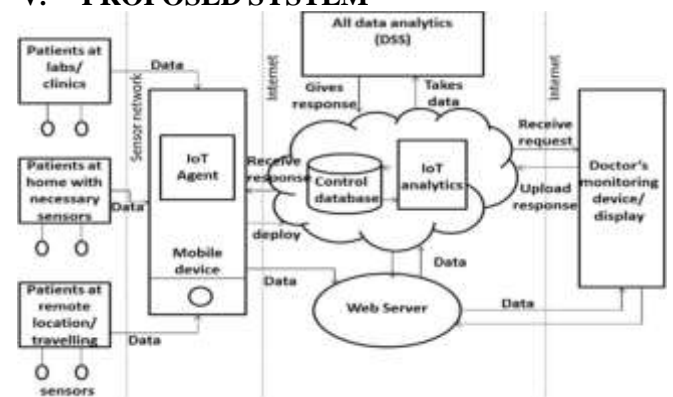 V. PROPOSED SYSTEM
All data analytics
(DSS)
Patients at
labs/
clinics
Data
Sensor network
Internet
Gives
response
Takes
data
Internet
IoT
Agent
Receive
response
Control
database
IoT
analytics
Receive
request
Upload
response
Doctor's
monitoring
device/
display
Patients at
home with
necessary
sensors
Data
deploy
Mobile
device
Data
Data
Web Server
Data
Patients at
remote
location/
travelling
Data
sensors